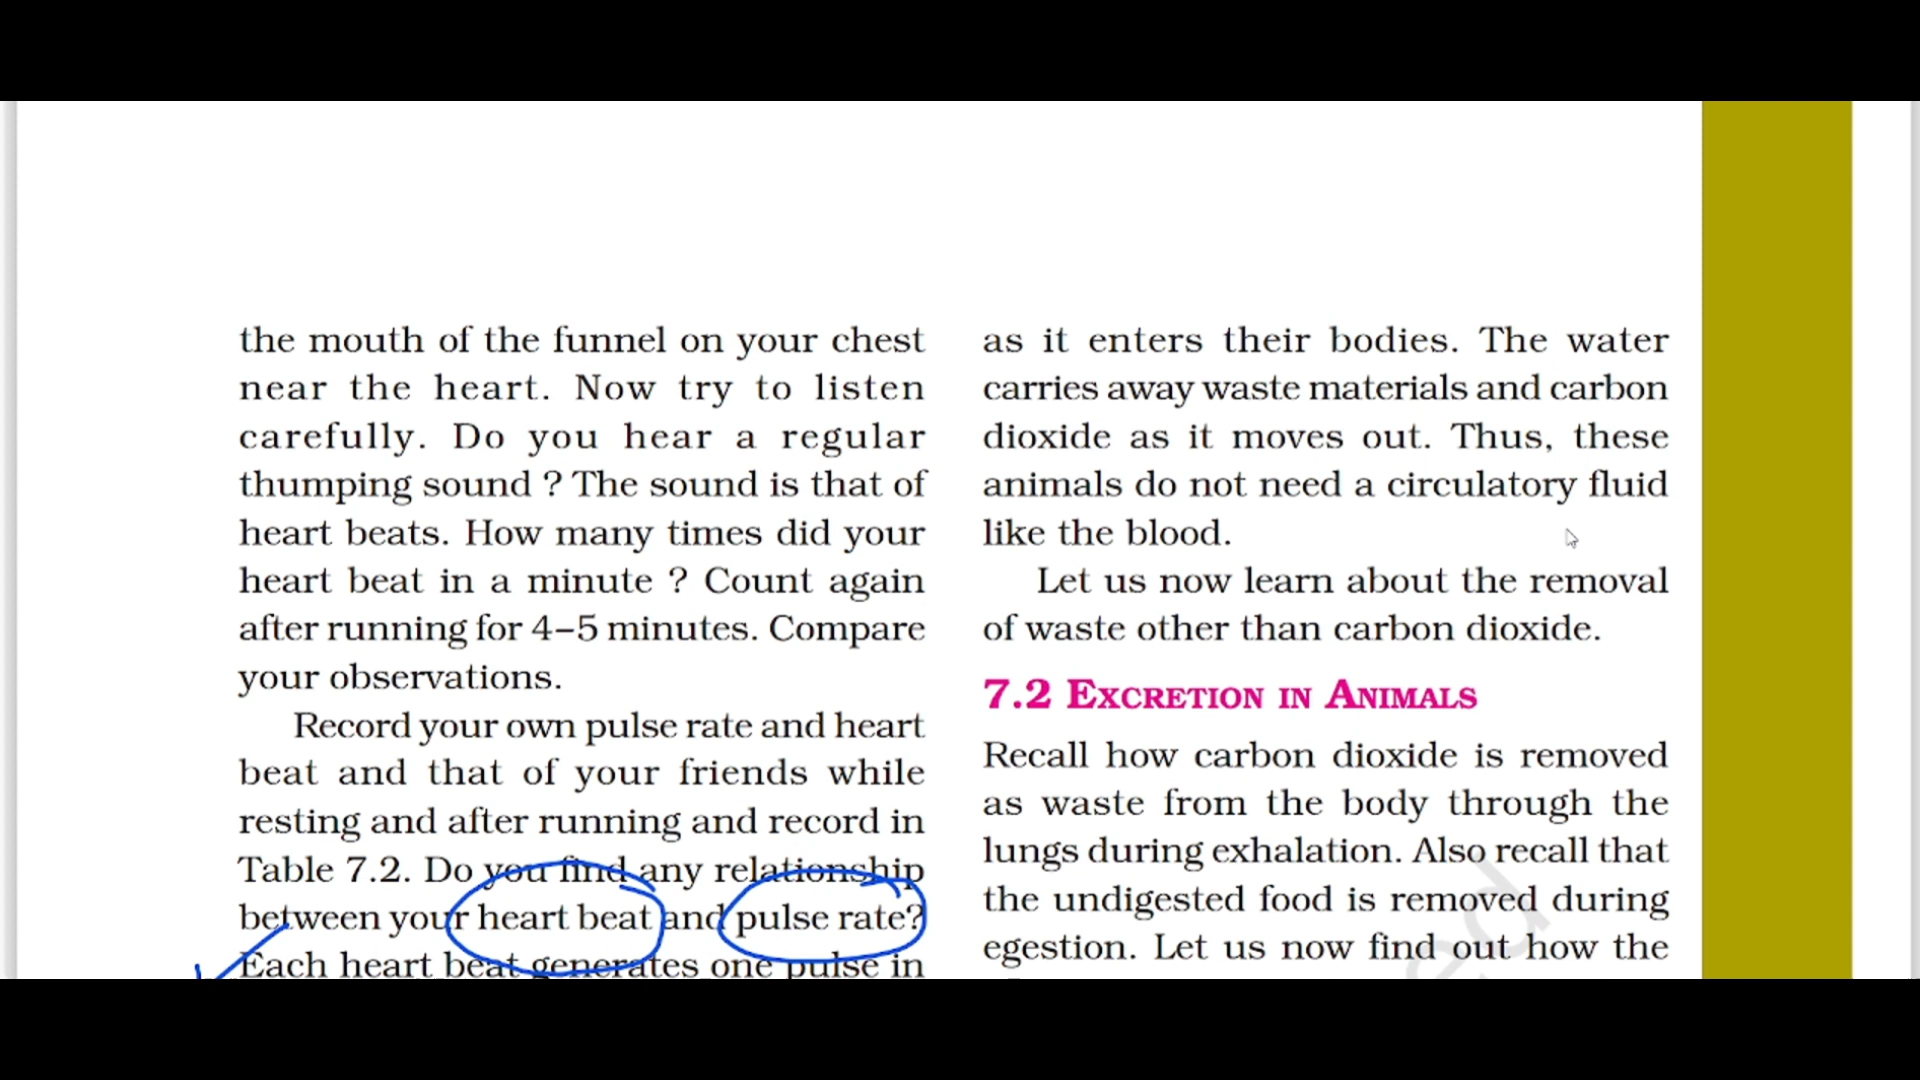 the mouth of the funnel on your chest
near the heart. Now try to listen
carefully. Do you hear a regular
thumping sound ? The sound is that of
heart beats. How many times did your
heart beat in a minute ? Count again
after running for 4–5 minutes. Compare
your observations.
Record your own pulse rate and heart
beat and that of your friends while
resting and after running and record in
Table 7.2. Do you find any relationship
between your heart beat and pulse rate?
Each heart beat generates one pulse in
as it enters their bodies. The water
carries away waste materials and carbon
dioxide as it moves out. Thus, these
animals do not need a circulatory fluid
like the blood.
Let us now learn about the removal
of waste other than carbon dioxide.
7.2 EXCRETION IN ANIMALS
Recall how carbon dioxide is removed
as waste from the body through the
lungs during exhalation. Also recall that
the undigested food is removed during
egestion. Let us now find out how the